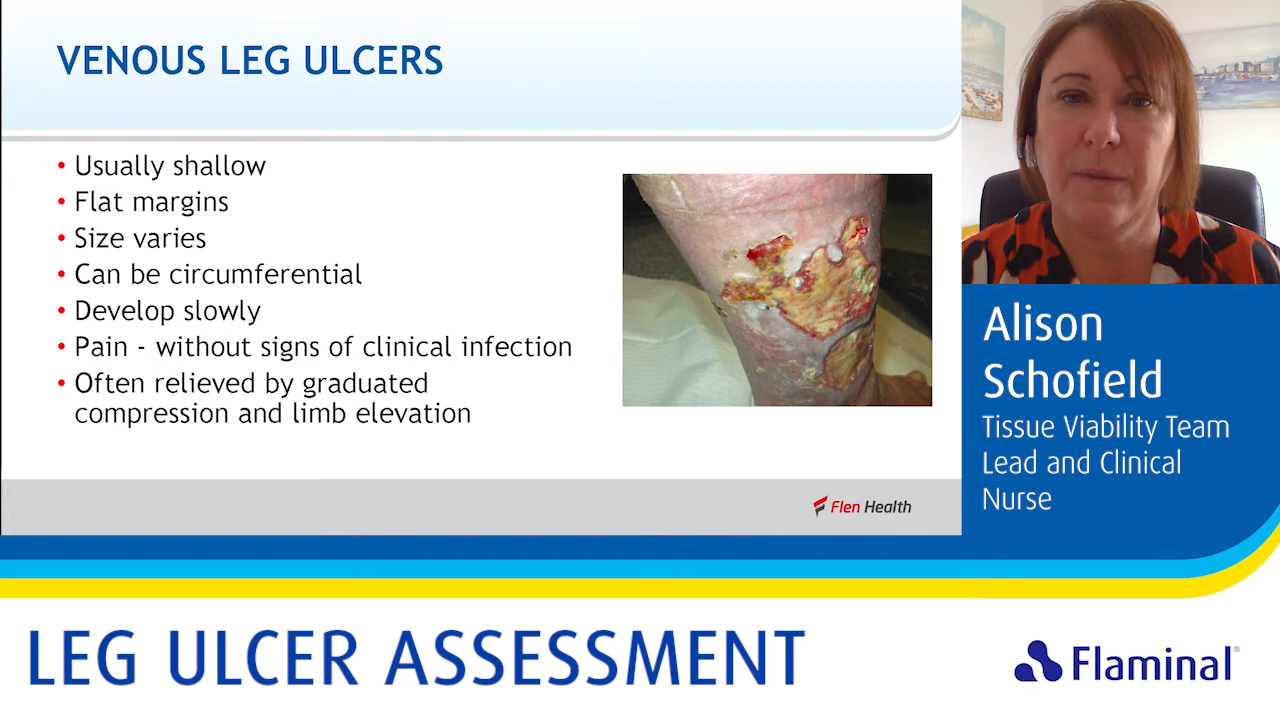 VENOUS LEG ULCERS
• Usually shallow
• Flat margins
• Size varies
• Can be circumferential
• Develop slowly
• Pain - without signs of clinical infection
• Often relieved by graduated
compression and limb elevation
Flen Health
Alison
Schofield
Tissue Viability Team
Lead and Clinical
Nurse
LEG ULCER ASSESSMENT
Flaminal®